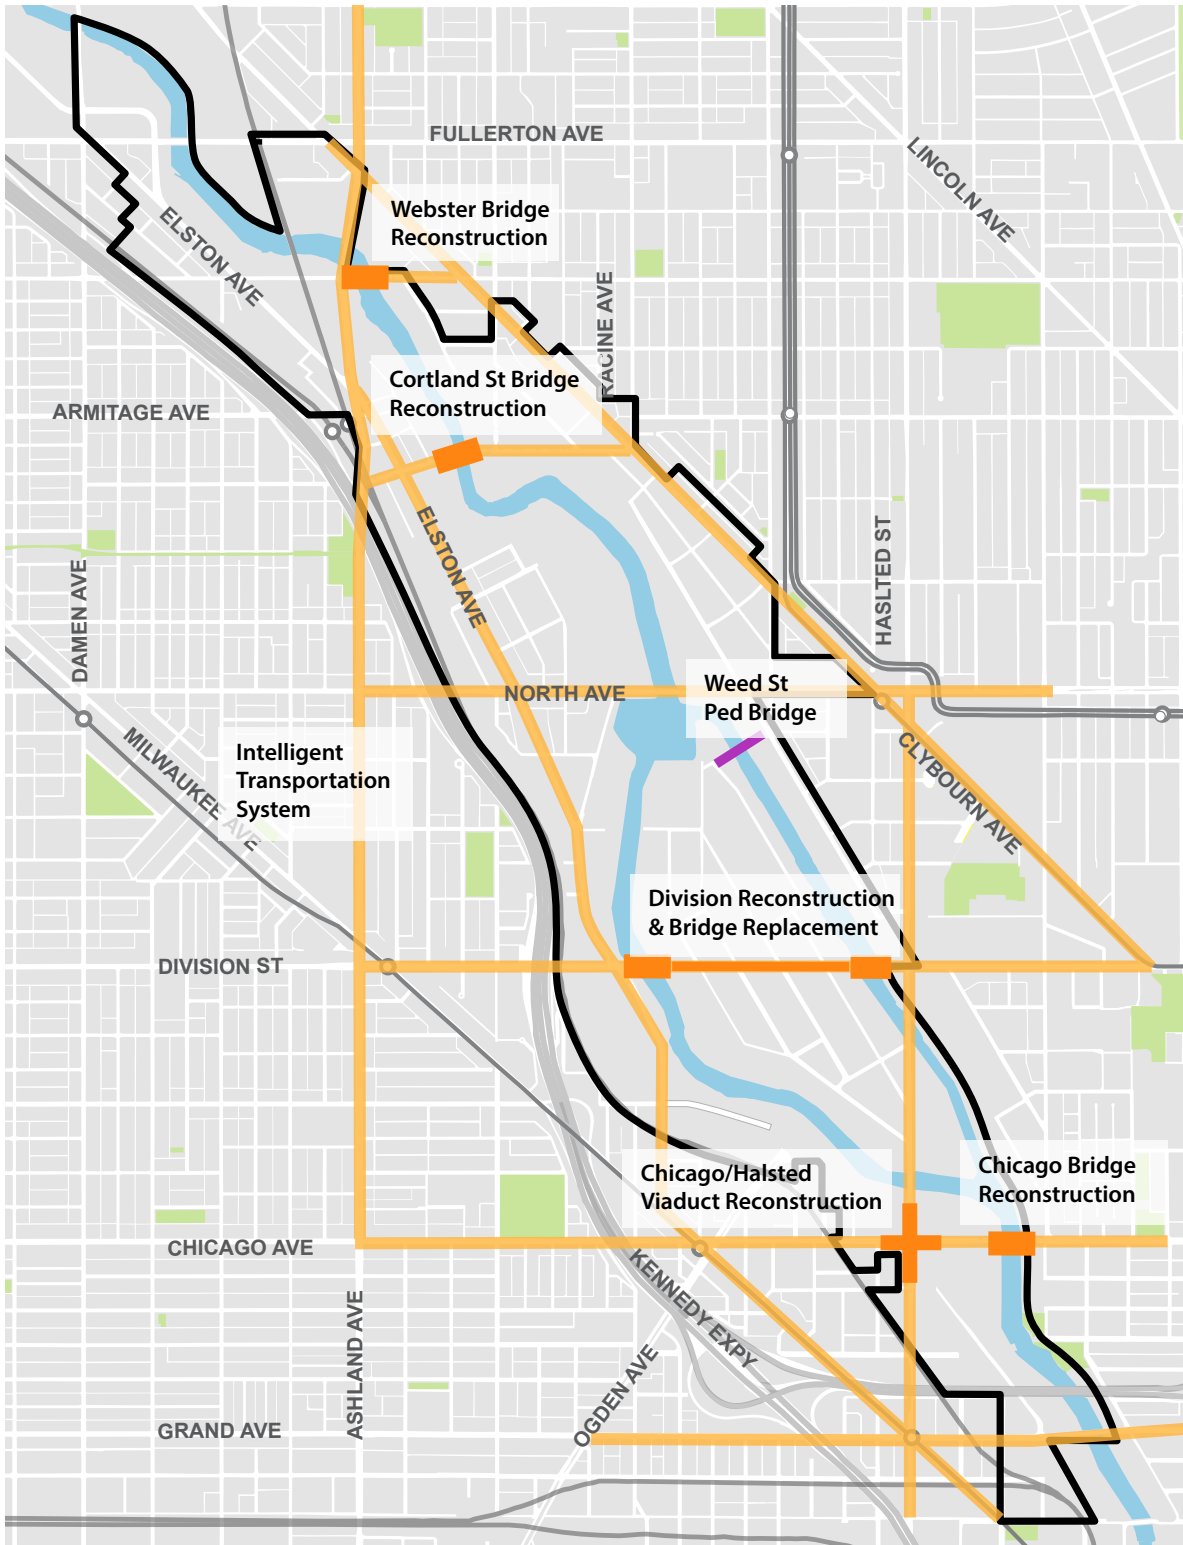 FULLERTON AVE
LINCOLN AVE
Webster Bridge
Reconstruction
ELSTON AVE
RACINE AVE
Cortland St Bridge
Reconstruction
ARMITAGE AVE
ELSTON AVE
HASLTED ST
DAMEN AVE
NORTH AVE
Weed St
Ped Bridge
Intelligent
Transportation
System
MILWAUKEE AVE
CLYBOURN AVE
Division Reconstruction
& Bridge Replacement
DIVISION ST
Chicago/Halsted
Viaduct Reconstruction
Chicago Bridge
Reconstruction
CHICAGO AVE
KENNEDY EXPY
ASHLAND AVE
OGDEN AVE
GRAND AVE